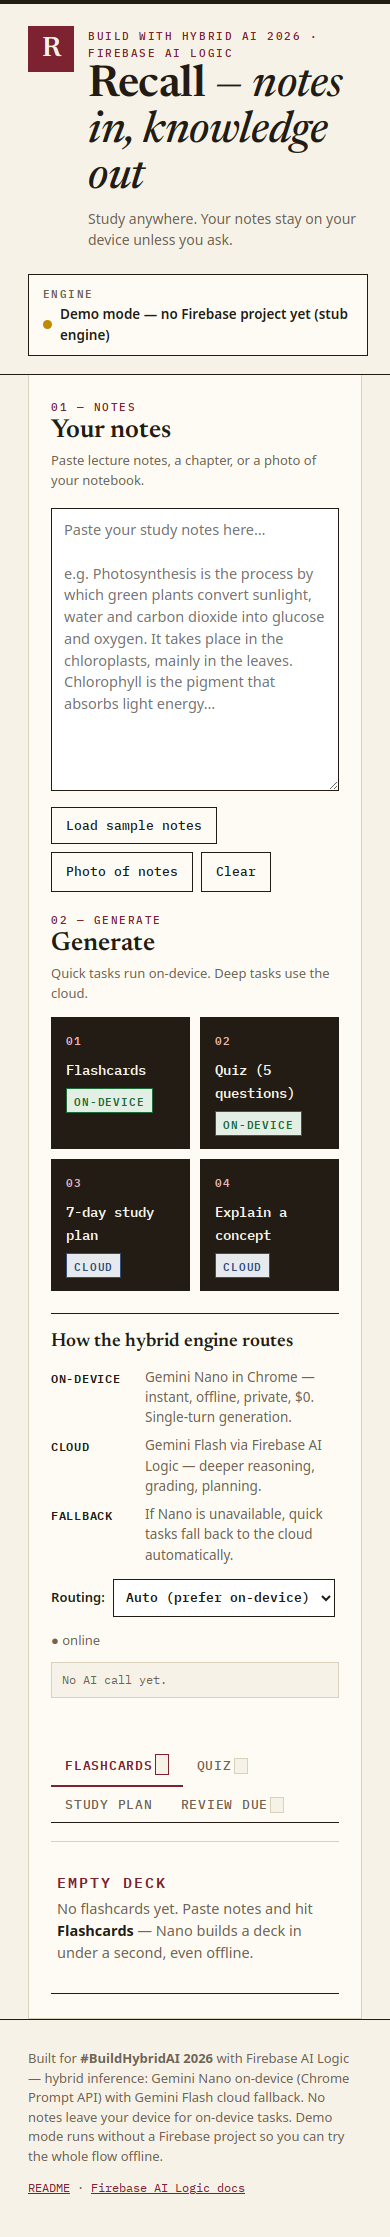 R
BUILD WITH HYBRID AI 2026 ·
FIREBASE AI LOGIC
Recall — notes
in, knowledge
out
Study anywhere. Your notes stay on your
device unless you ask.
ENGINE
Demo mode — no Firebase project yet (stub
engine)
01 — NOTES
Your notes
Paste lecture notes, a chapter, or a photo of
your notebook.
Paste your study notes here...
e.g. Photosynthesis is the process by
which green plants convert sunlight,
water and carbon dioxide into glucose
and oxygen. It takes place in the
chloroplasts, mainly in the leaves.
Chlorophyll is the pigment that
absorbs light energy...
Load sample notes
Photo of notes
Clear
02 — GENERATE
Generate
Quick tasks run on-device. Deep tasks use the
cloud.
01
Flashcards
ON-DEVICE
02
Quiz (5
questions)
ON-DEVICE
03
7-day study
plan
CLOUD
04
Explain a
concept
CLOUD
How the hybrid engine routes
ON-DEVICE
Gemini Nano in Chrome —
instant, offline, private, $0.
Single-turn generation.
CLOUD
Gemini Flash via Firebase AI
Logic — deeper reasoning,
grading, planning.
FALLBACK
If Nano is unavailable, quick
tasks fall back to the cloud
automatically.
Routing: Auto (prefer on-device)
● online
No AI call yet.
FLASHCARDS
QUIZ
STUDY PLAN
REVIEW DUE
EMPTY DECK
No flashcards yet. Paste notes and hit
Flashcards — Nano builds a deck in
under a second, even offline.
Built for #BuildHybridAI 2026 with Firebase AI Logic
— hybrid inference: Gemini Nano on-device (Chrome
Prompt API) with Gemini Flash cloud fallback. No
notes leave your device for on-device tasks. Demo
mode runs without a Firebase project so you can try
the whole flow offline.
README · Firebase AI Logic docs